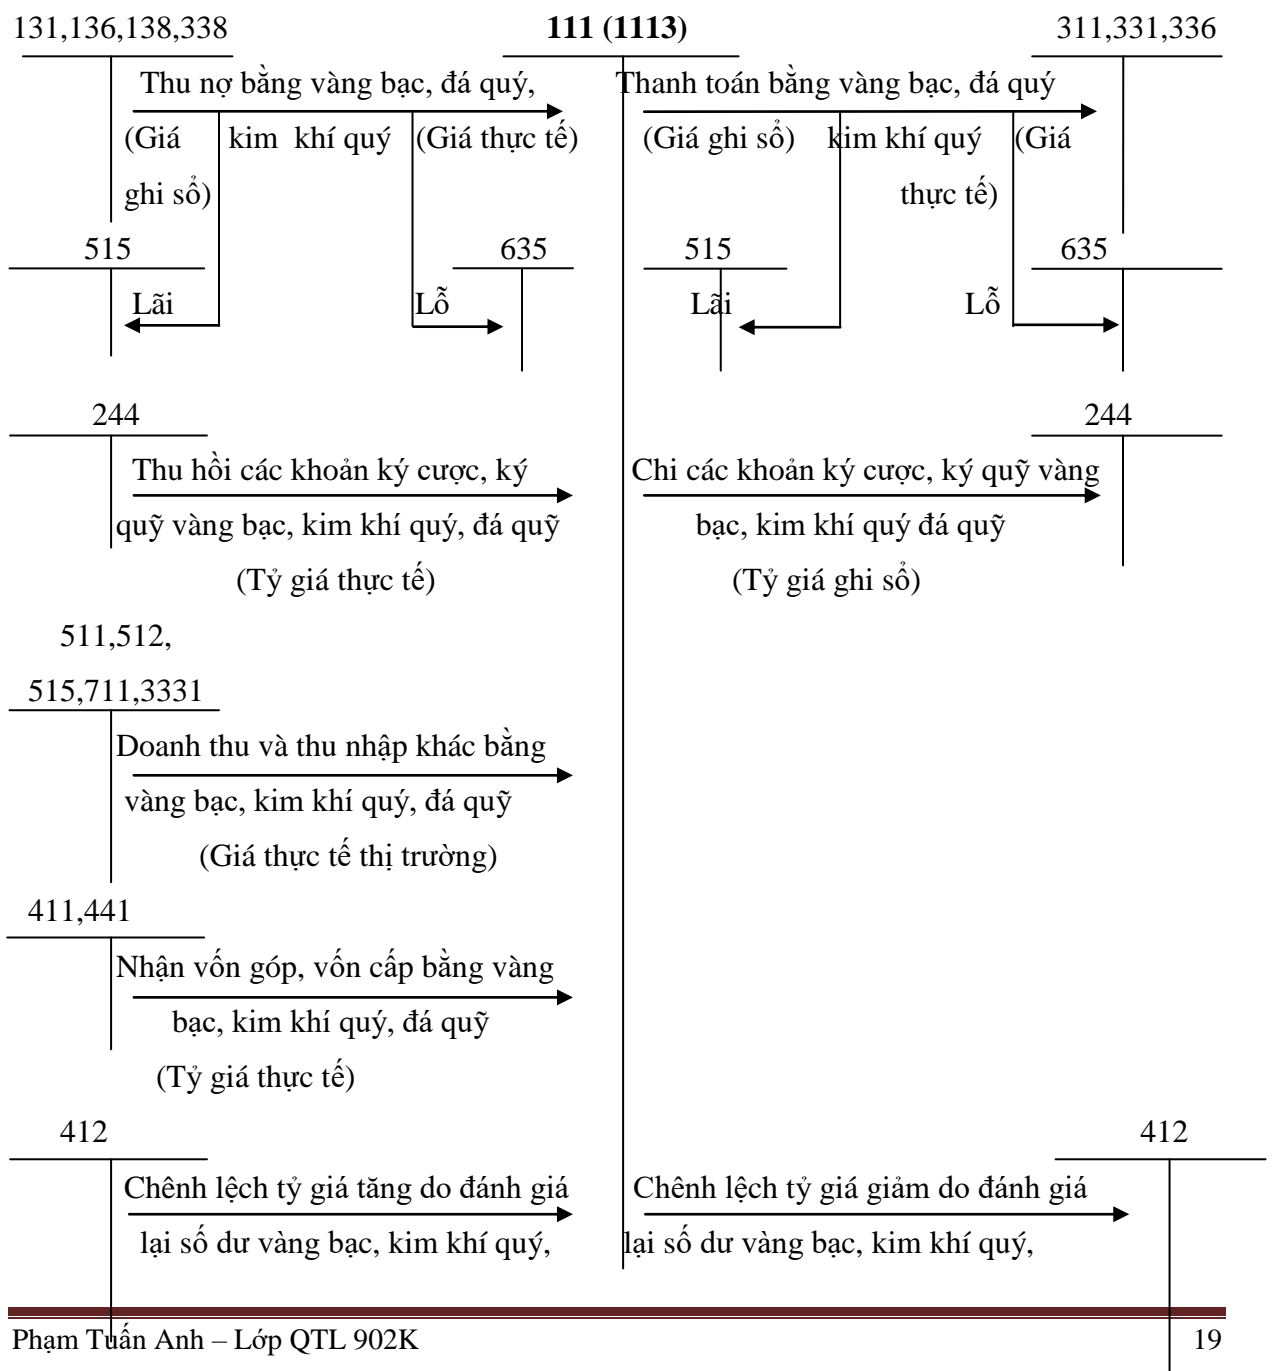 131,136,138,338 111 (1113) 311,331,336
Thu nợ bằng vàng bạc, đá quý, Thanh toán bằng vàng bạc, đá quý
(Giá kim khí quý (Giá thực tế) (Giá ghi sổ) kim khí quý (Giá
ghi sổ) thực tế)
515 635 515 635
Lãi Lỗ Lãi Lỗ
244 244
Thu hồi các khoản ký cược, ký Chi các khoản ký cược, ký quỹ vàng
quỹ vàng bạc, kim khí quý, đá quỹ bạc, kim khí quý đá quỹ
(Tỷ giá thực tế) (Tỷ giá ghi sổ)
511,512,
515,711,3331
Doanh thu và thu nhập khác bằng
vàng bạc, kim khí quý, đá quỹ
(Giá thực tế thị trường)
411,441
Nhận vốn góp, vốn cấp bằng vàng
bạc, kim khí quý, đá quỹ
(Tỷ giá thực tế)
412 412
Chênh lệch tỷ giá tăng do đánh giá Chênh lệch tỷ giá giảm do đánh giá
lại số dư vàng bạc, kim khí quý, lại số dư vàng bạc, kim khí quý,
Phạm Tuấn Anh – Lớp QTL 902K 19